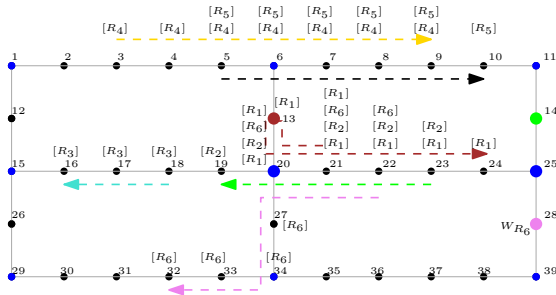 [R₅] [R₅] [R₅] [R₅] [R₅]
[R₄] [R₄] [R₄] [R₄] [R₄] [R₄] [R₄] [R₅]
1 2 3 4 5 6 7 8 9 10 11
[R₁] [R₁] [R₁]
12 13 14
[R₆] [R₆] [R₆]
[R₂] [R₂] [R₂] [R₂]
[R₃] [R₃] [R₃] [R₂] [R₁] [R₁] [R₁] [R₁] [R₁]
15 16 17 18 19 20 21 22 23 24 25
26 27 28
[R₆] W_{R₆}
[R₆] [R₆] [R₆]
29 30 31 32 33 34 35 36 37 38 39